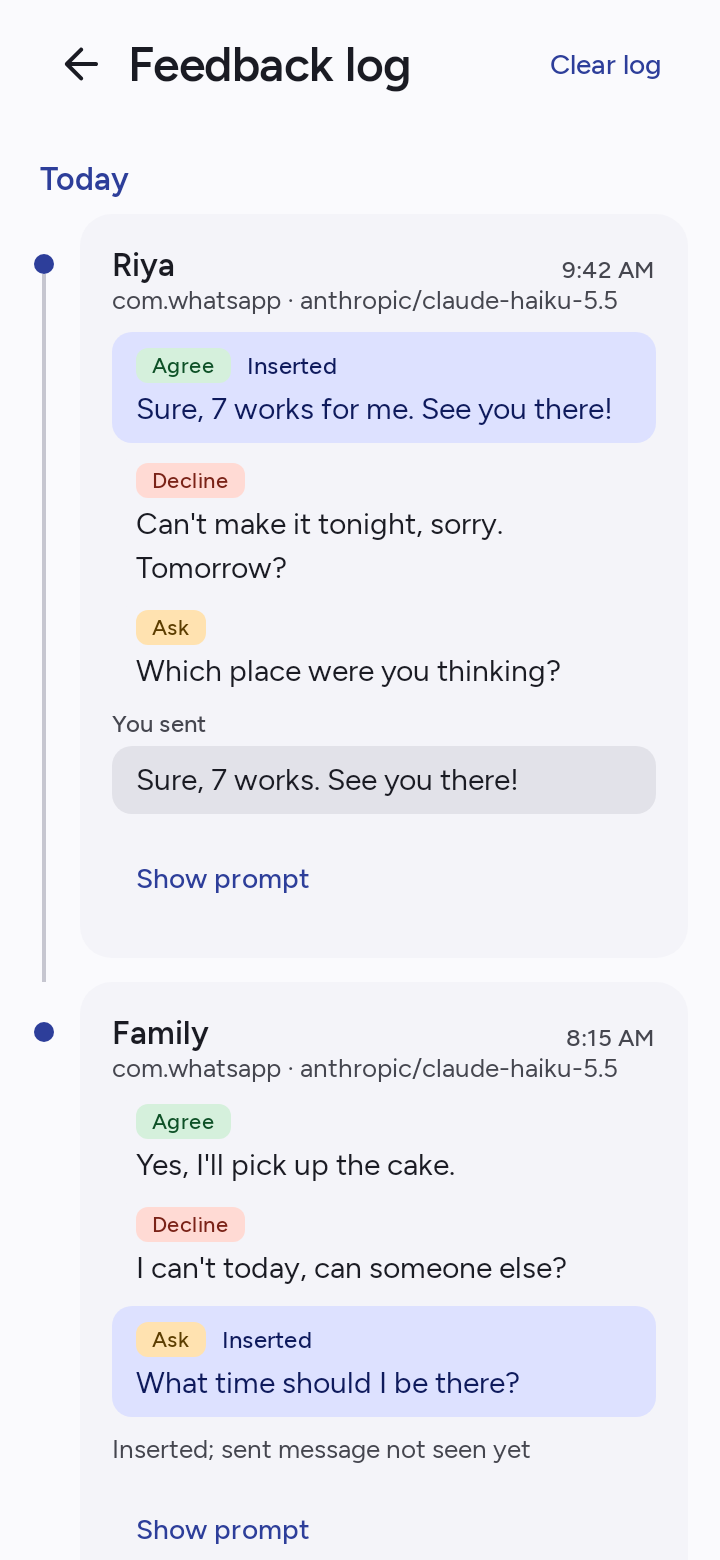 Feedback log
Clear log
Today
Riya
9:42 AM
com.whatsapp · anthropic/claude-haiku-5.5
Agree Inserted
Sure, 7 works for me. See you there!
Decline
Can't make it tonight, sorry.
Tomorrow?
Ask
Which place were you thinking?
You sent
Sure, 7 works. See you there!
Show prompt
Family
8:15 AM
com.whatsapp · anthropic/claude-haiku-5.5
Agree
Yes, I'll pick up the cake.
Decline
I can't today, can someone else?
Ask Inserted
What time should I be there?
Inserted; sent message not seen yet
Show prompt